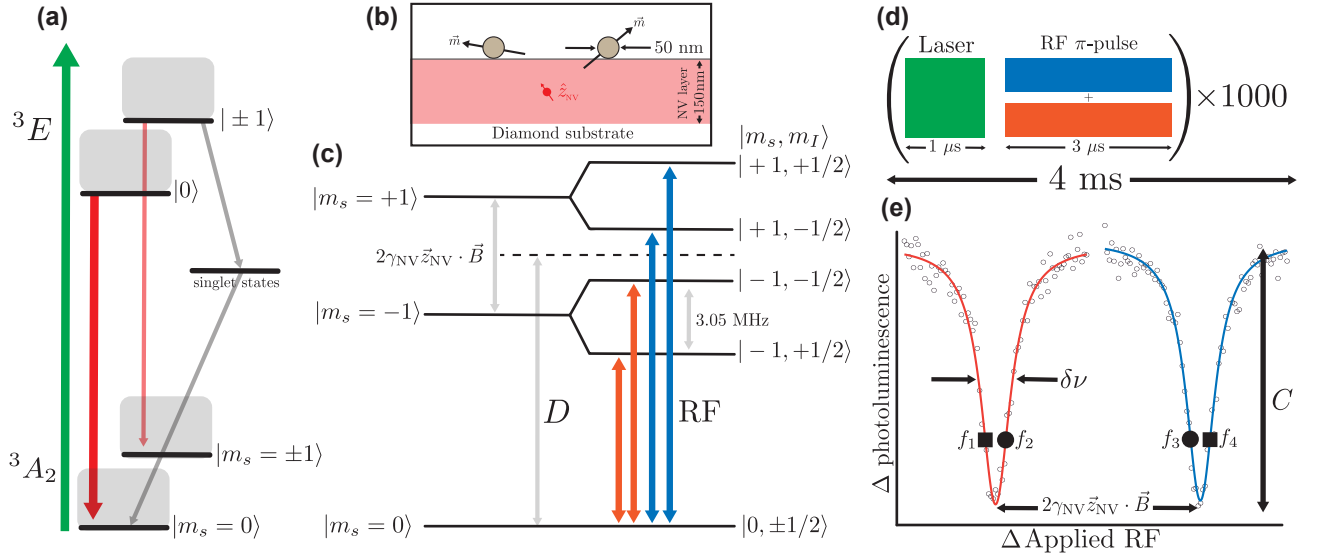 (a)
³E
| ± 1⟩
|0⟩
singlet states
³A₂
|m_s = ±1⟩
|m_s = 0⟩
(b)
m⃗
m⃗
50 nm
ẑ_NV
NV layer
150nm
Diamond substrate
(c)
|m_s, m_I⟩
|m_s = +1⟩
| + 1, +1/2⟩
| + 1, −1/2⟩
2γ_NV z⃗_NV · B⃗
| − 1, −1/2⟩
|m_s = −1⟩
3.05 MHz
| − 1, +1/2⟩
D
RF
|m_s = 0⟩
|0, ±1/2⟩
(d)
Laser
RF π-pulse
+
×1000
1 μs
3 μs
4 ms
(e)
Δ photoluminescence
δν
C
f₁
f₂
f₃
f₄
2γ_NV z⃗_NV · B⃗
Δ Applied RF